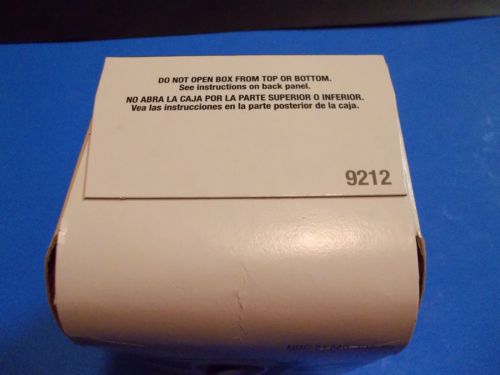 DO NOT OPEN BOX FROM TOP OR BOTTOM.
See instructions on back panel.
NO ABRA LA CAJA POR LA PARTE SUPERIOR O INFERIOR.
Vea las instrucciones en la parte posterior de la caja.
9212